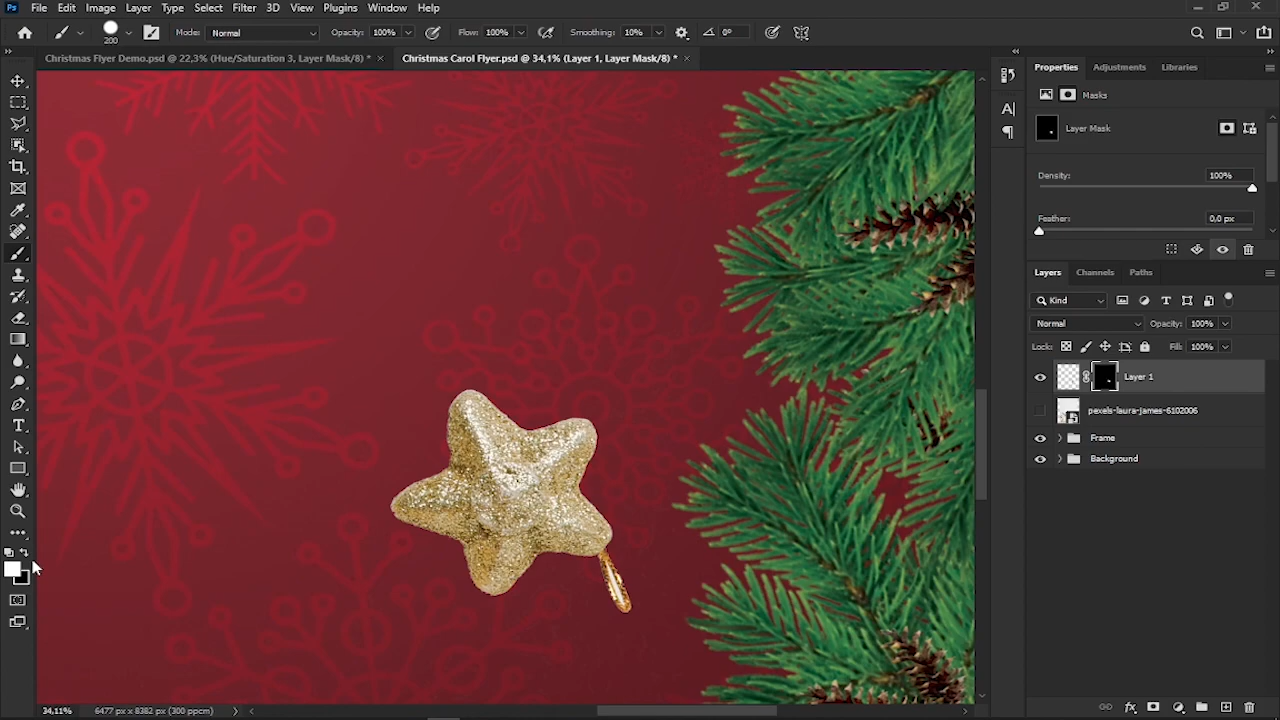 Ps File Edit Image Layer Type Select Filter 3D View Plugins Window Help
200 Mode: Normal Opacity: 100% Flow: 100% Smoothing: 10% 0°
Christmas Flyer Demo.psd @ 22,3% (Hue/Saturation 3, Layer Mask/8) * × Christmas Carol Flyer.psd @ 34,1% (Layer 1, Layer Mask/8) * ×
Properties Adjustments Libraries
Masks
Layer Mask
Density: 100%
Feather: 0,0 px
Layers Channels Paths
Kind
Normal Opacity: 100%
Lock: Fill: 100%
Layer 1
pexels-laura-james-6102006
Frame
Background
34,11% 6477 px x 8382 px (300 ppcm)